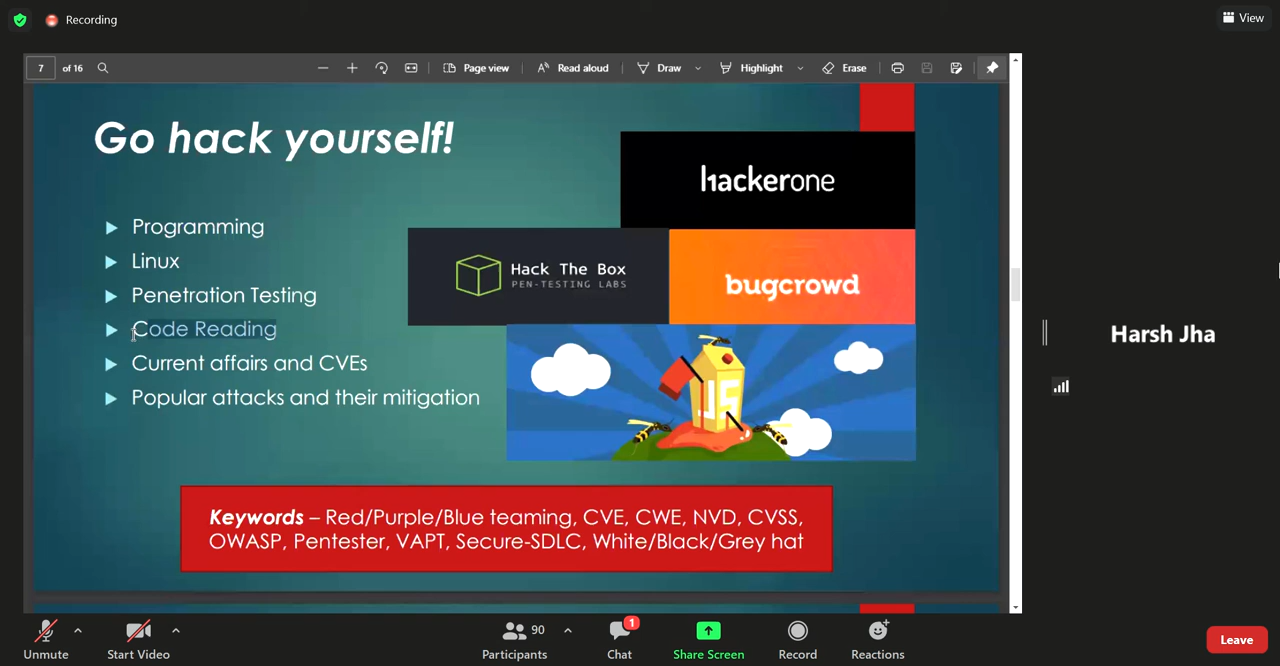 Recording
View
7 of 16
Page view
Read aloud
Draw
Highlight
Erase
Go hack yourself!
Programming
Linux
Penetration Testing
Code Reading
Current affairs and CVEs
Popular attacks and their mitigation
hackerone
Hack The Box
PEN-TESTING LABS
bugcrowd
JS
Keywords – Red/Purple/Blue teaming, CVE, CWE, NVD, CVSS,
OWASP, Pentester, VAPT, Secure-SDLC, White/Black/Grey hat
Harsh Jha
Unmute
Start Video
90
Participants
1
Chat
Share Screen
Record
Reactions
Leave